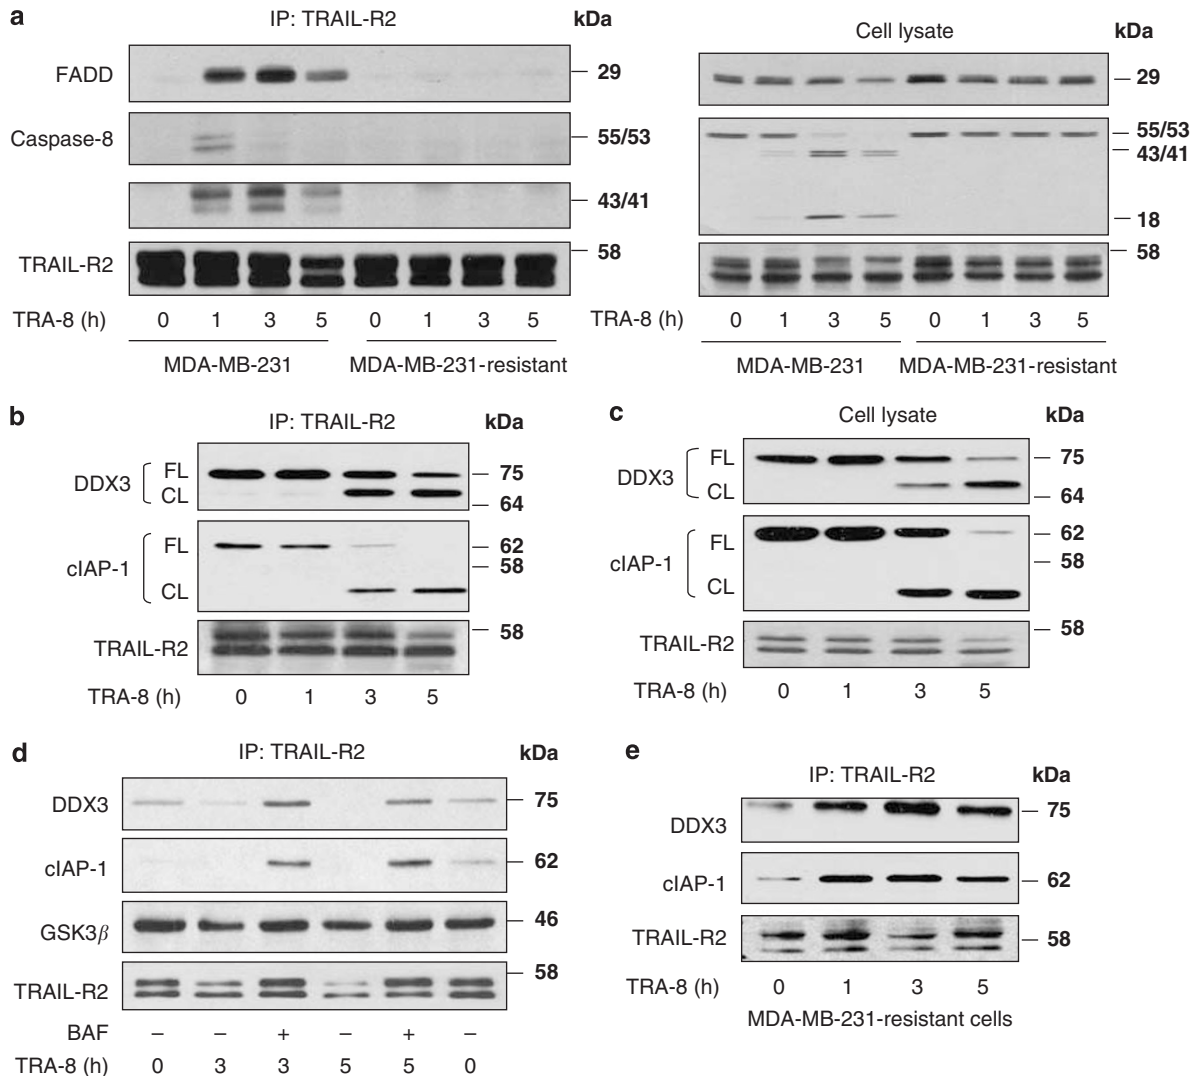 a
IP: TRAIL-R2
kDa
FADD
29
Caspase-8
55/53
43/41
TRAIL-R2
58
TRA-8 (h) 0 1 3 5 0 1 3 5
MDA-MB-231 MDA-MB-231-resistant
Cell lysate
kDa
29
55/53
43/41
18
58
TRA-8 (h) 0 1 3 5 0 1 3 5
MDA-MB-231 MDA-MB-231-resistant
b
IP: TRAIL-R2
kDa
DDX3
FL
CL
75
64
cIAP-1
FL
CL
62
58
TRAIL-R2
58
TRA-8 (h) 0 1 3 5
c
Cell lysate
kDa
DDX3
FL
CL
75
64
cIAP-1
FL
CL
62
58
TRAIL-R2
58
TRA-8 (h) 0 1 3 5
d
IP: TRAIL-R2
kDa
DDX3
75
cIAP-1
62
GSK3β
46
TRAIL-R2
58
BAF – – + – + –
TRA-8 (h) 0 3 3 5 5 0
e
IP: TRAIL-R2
kDa
DDX3
75
cIAP-1
62
TRAIL-R2
58
TRA-8 (h) 0 1 3 5
MDA-MB-231-resistant cells